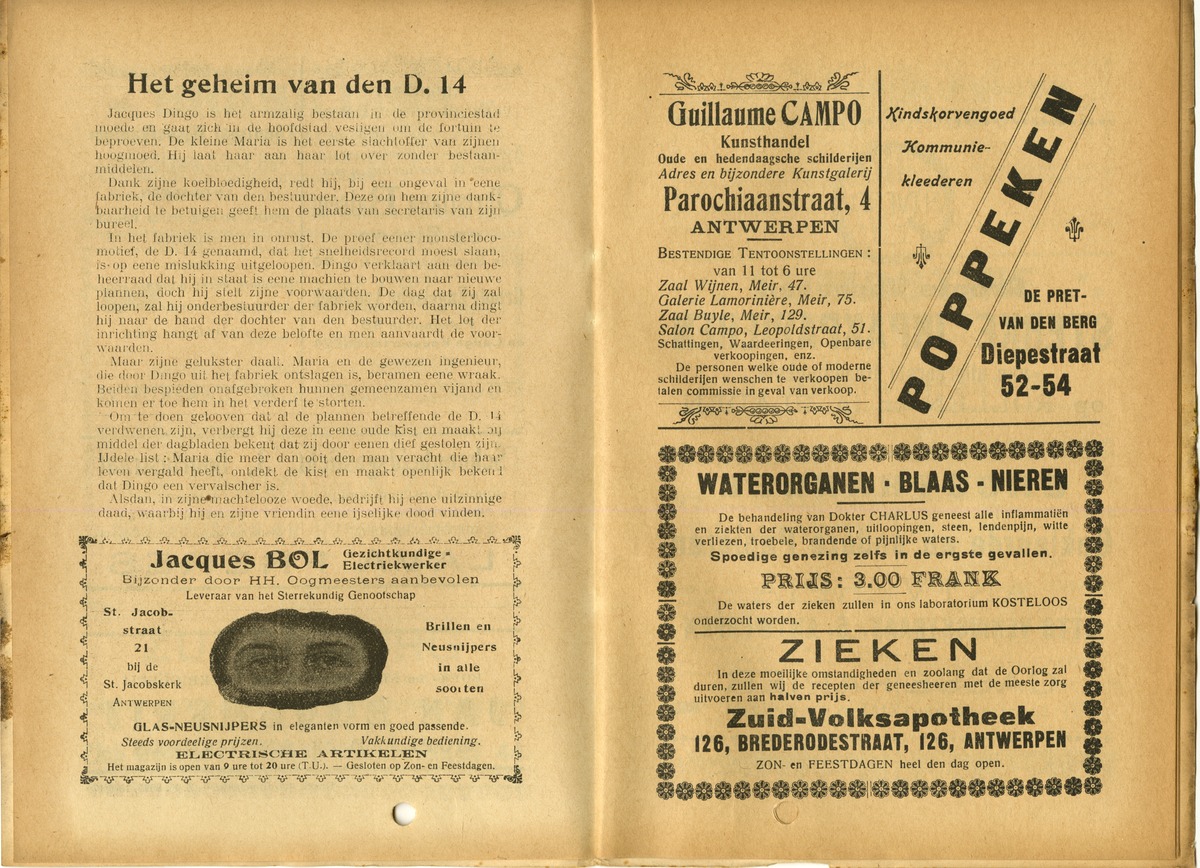 Het geheim van den D. 14
Jacques Dingo is het armzalig bestaan in de provinciestad
moede en gaat zich in de hoofdstad vestigen om de fortuin te
beproeven. De kleine Maria is het eerste slachtoffer van zijnen
hoogmoed. Hij laat haar aan haar lot over zonder bestaan-
middelen.
Dank zijne koelbloedigheid, redt hij, bij een ongeval in eene
fabriek, de dochter van den bestuurder. Deze om hem zijne dank-
baarheid te betuigen geeft hem de plaats van secretaris van zijn
bureel.
In het fabriek is men in onrust. De proef eener monsterloco-
motief, de D. 14 genaamd, dat het snelheidsrecord moest slaan,
is op eene mislukking uitgeloopen. Dingo verklaart aan den be-
heerraad dat hij in staat is eene machien te bouwen naar nieuwe
plannen, doch hij stelt zijne voorwaarden. De dag dat zij zal
loopen, zal hij onderbestuurder der fabriek worden, daarna dingt
hij naar de hand der dochter van den bestuurder. Het lot der
inrichting hangt af van deze belofte en men aanvaardt de voor-
waarden.
Maar zijne gelukster daalt. Maria en de gewezen ingenieur,
die door Dingo uit het fabriek ontslagen is, beramen eene wraak.
Beiden bespieden onafgebroken hunnen gemeenzamen vijand en
komen er toe hem in het verderf te storten.
Om te doen gelooven dat al de plannen betreffende de D. 14
verdwenen zijn, verbergt hij deze in eene oude kist en maakt bij
middel der dagbladen bekent dat zij door eenen dief gestolen zijn.
IJdele list : Maria die meer dan ooit den man veracht die haar
leven vergald heeft, ontdekt de kist en maakt openlijk bekend
dat Dingo een vervalscher is.
Alsdan, in zijne machtelooze woede, bedrijft hij eene uitzinnige
daad, waarbij hij en zijne vriendin eene ijselijke dood vinden.
Jacques BOL Gezichtkundige -
Electriekwerker
Bijzonder door HH. Oogmeesters aanbevolen
Leveraar van het Sterrekundig Genootschap
St. Jacob-
straat
21
bij de
St. Jacobskerk
ANTWERPEN
Brillen en
Neusnijpers
in alle
soorten
GLAS-NEUSNIJPERS in eleganten vorm en goed passende.
Steeds voordeelige prijzen. Vakkundige bediening.
ELECTRISCHE ARTIKELEN
Het magazijn is open van 9 ure tot 20 ure (T.U.). — Gesloten op Zon- en Feestdagen.
Guillaume CAMPO
Kunsthandel
Oude en hedendaagsche schilderijen
Adres en bijzondere Kunstgalerij
Parochiaanstraat, 4
ANTWERPEN
BESTENDIGE TENTOONSTELLINGEN :
van 11 tot 6 ure
Zaal Wijnen, Meir, 47.
Galerie Lamorinière, Meir, 75.
Zaal Buyle, Meir, 129.
Salon Campo, Leopoldstraat, 51.
Schattingen, Waardeeringen, Openbare
verkoopingen, enz.
De personen welke oude of moderne
schilderijen wenschen te verkoopen be-
talen commissie in geval van verkoop.
Kindskorvengoed
Kommunie-
kleederen
POPPEKEN
DE PRET-
VAN DEN BERG
Diepestraat
52-54
WATERORGANEN - BLAAS - NIEREN
De behandeling van Dokter CHARLUS geneest alle inflammatiën
en ziekten der waterorganen, uitloopingen, steen, lendenpijn, witte
verliezen, troebele, brandende of pijnlijke waters.
Spoedige genezing zelfs in de ergste gevallen.
PRIJS: 3.00 FRANK
De waters der zieken zullen in ons laboratorium KOSTELOOS
onderzocht worden.
ZIEKEN
In deze moeilijke omstandigheden en zoolang dat de Oorlog zal
duren, zullen wij de recepten der geneesheeren met de meeste zorg
uitvoeren aan halven prijs.
Zuid-Volksapotheek
126, BREDERODESTRAAT, 126, ANTWERPEN
ZON- en FEESTDAGEN heel den dag open.